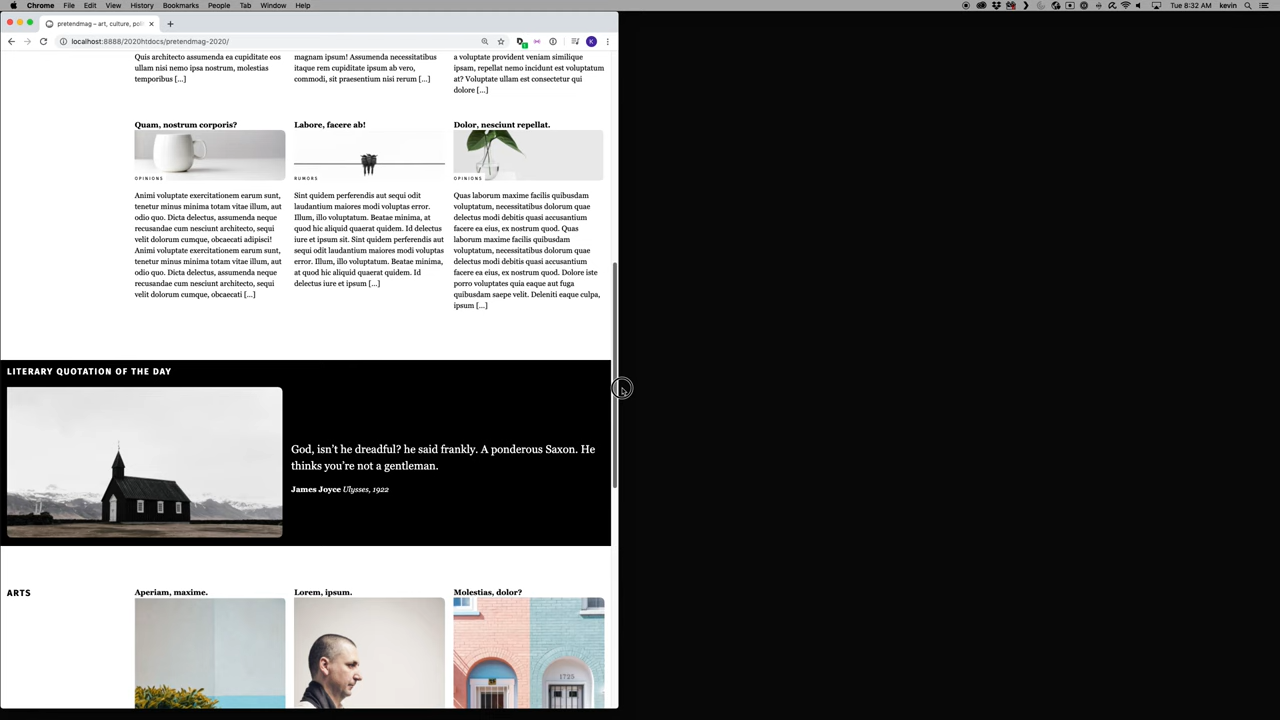 Chrome File Edit View History Bookmarks People Tab Window Help
Tue 8:32 AM kevin
pretendmag – art, culture, pol
localhost:8888/2020htdocs/pretendmag-2020/
K
Quis architecto assumenda ea cupiditate eos
ullam nisi nemo ipsa nostrum, molestias
temporibus [...]
magnam ipsum! Assumenda necessitatibus
itaque rem cupiditate ipsum ab vero,
commodi, sit praesentium nisi rerum [...]
a voluptate provident veniam similique
ipsam, repellat nemo incidunt est voluptatum
at? Voluptate ullam est consectetur qui
dolore [...]
Quam, nostrum corporis?
OPINIONS
Animi voluptate exercitationem earum sunt,
tenetur minus minima totam vitae illum, aut
odio quo. Dicta delectus, assumenda neque
recusandae cum nesciunt architecto, sequi
velit dolorum cumque, obcaecati adipisci!
Animi voluptate exercitationem earum sunt,
tenetur minus minima totam vitae illum, aut
odio quo. Dicta delectus, assumenda neque
recusandae cum nesciunt architecto, sequi
velit dolorum cumque, obcaecati [...]
Labore, facere ab!
RUMORS
Sint quidem perferendis aut sequi odit
laudantium maiores modi voluptas error.
Illum, illo voluptatum. Beatae minima, at
quod hic aliquid quaerat quidem. Id delectus
iure et ipsum sit. Sint quidem perferendis aut
sequi odit laudantium maiores modi voluptas
error. Illum, illo voluptatum. Beatae minima,
at quod hic aliquid quaerat quidem. Id
delectus iure et ipsum [...]
Dolor, nesciunt repellat.
OPINIONS
Quas laborum maxime facilis quibusdam
voluptatum, necessitatibus dolorum quae
delectus modi debitis quasi accusantium
facere ea eius, ex nostrum quod. Quas
laborum maxime facilis quibusdam
voluptatum, necessitatibus dolorum quae
delectus modi debitis quasi accusantium
facere ea eius, ex nostrum quod. Dolore iste
porro voluptates quia eaque aut fuga
quibusdam saepe velit. Deleniti eaque culpa,
ipsum [...]
LITERARY QUOTATION OF THE DAY
God, isn’t he dreadful? he said frankly. A ponderous Saxon. He
thinks you’re not a gentleman.
James Joyce Ulysses, 1922
ARTS
Aperiam, maxime.
Lorem, ipsum.
Molestias, dolor?
1725